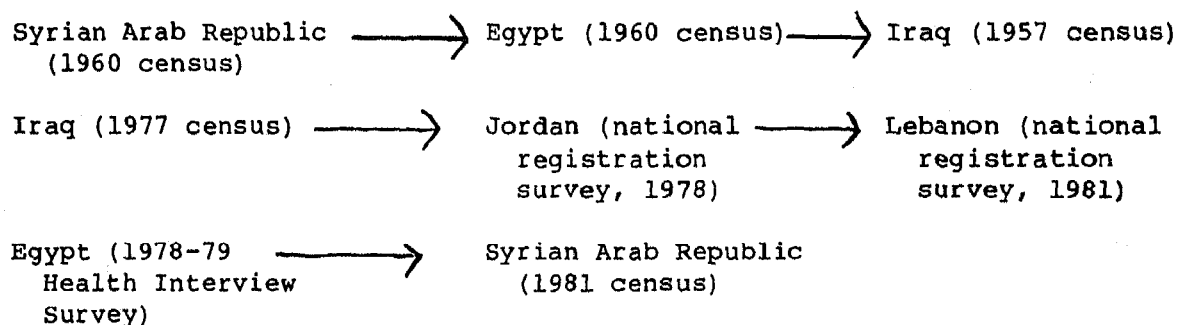 Syrian Arab Republic → Egypt (1960 census) → Iraq (1957 census)
(1960 census)
Iraq (1977 census) → Jordan (national → Lebanon (national
registration registration
survey, 1978) survey, 1981)
Egypt (1978-79 → Syrian Arab Republic
Health Interview (1981 census)
Survey)